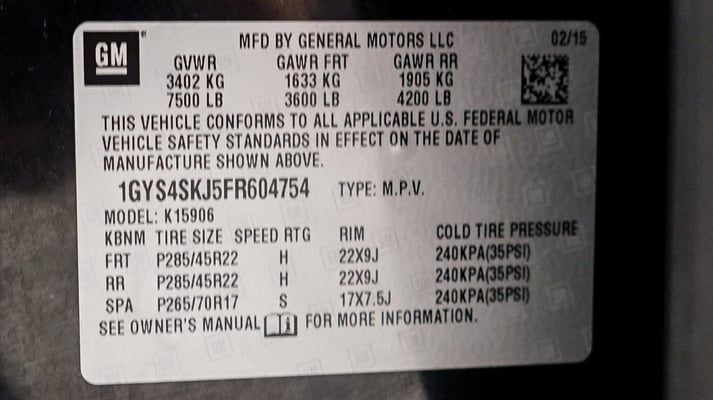 GM
MFD BY GENERAL MOTORS LLC 02/15
GVWR GAWR FRT GAWR RR
3402 KG 1633 KG 1905 KG
7500 LB 3600 LB 4200 LB
THIS VEHICLE CONFORMS TO ALL APPLICABLE U.S. FEDERAL MOTOR
VEHICLE SAFETY STANDARDS IN EFFECT ON THE DATE OF
MANUFACTURE SHOWN ABOVE.
1GYS4SKJ5FR604754 TYPE: M.P.V.
MODEL: K15906
KBNM TIRE SIZE SPEED RTG RIM COLD TIRE PRESSURE
FRT P285/45R22 H 22X9J 240KPA(35PSI)
RR P285/45R22 H 22X9J 240KPA(35PSI)
SPA P265/70R17 S 17X7.5J 240KPA(35PSI)
SEE OWNER'S MANUAL i FOR MORE INFORMATION.